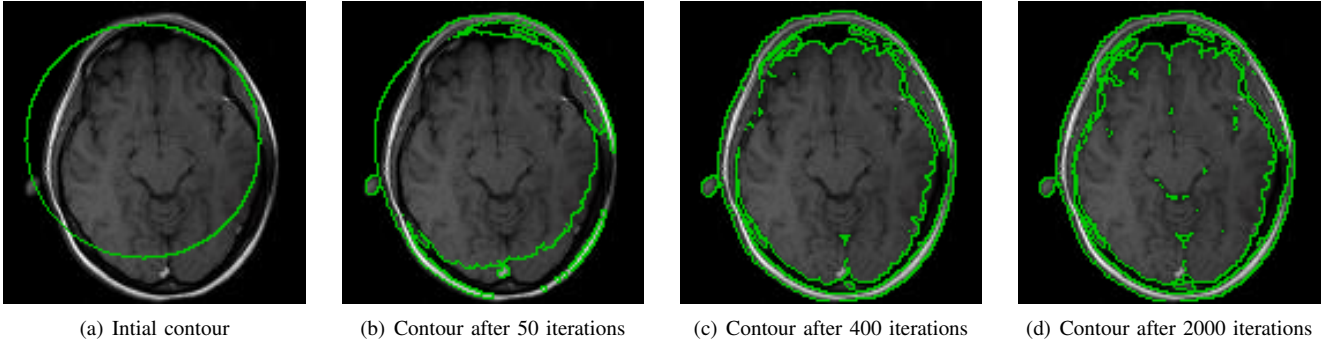 (a) Intial contour
(b) Contour after 50 iterations
(c) Contour after 400 iterations
(d) Contour after 2000 iterations